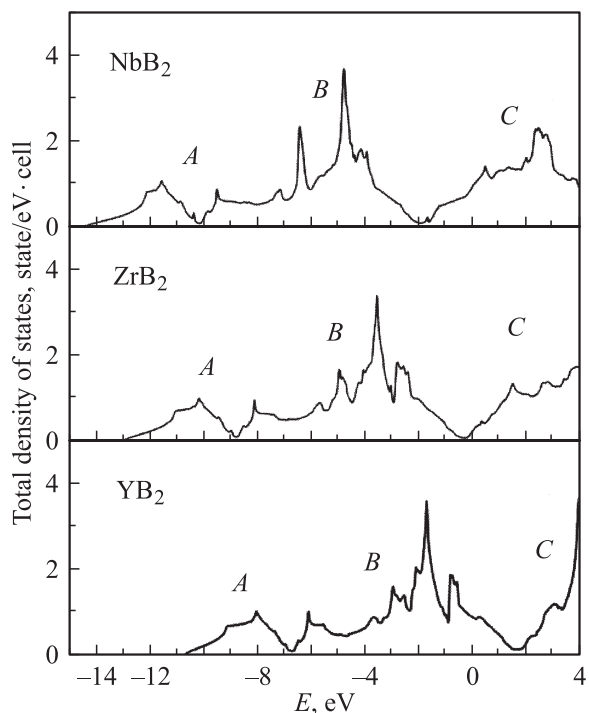 Total density of states, state/eV·cell
4
2
0
NbB2
A
B
C
4
2
0
ZrB2
A
B
C
4
2
0
YB2
A
B
C
−14 −12 −8 −4 0 4
E, eV